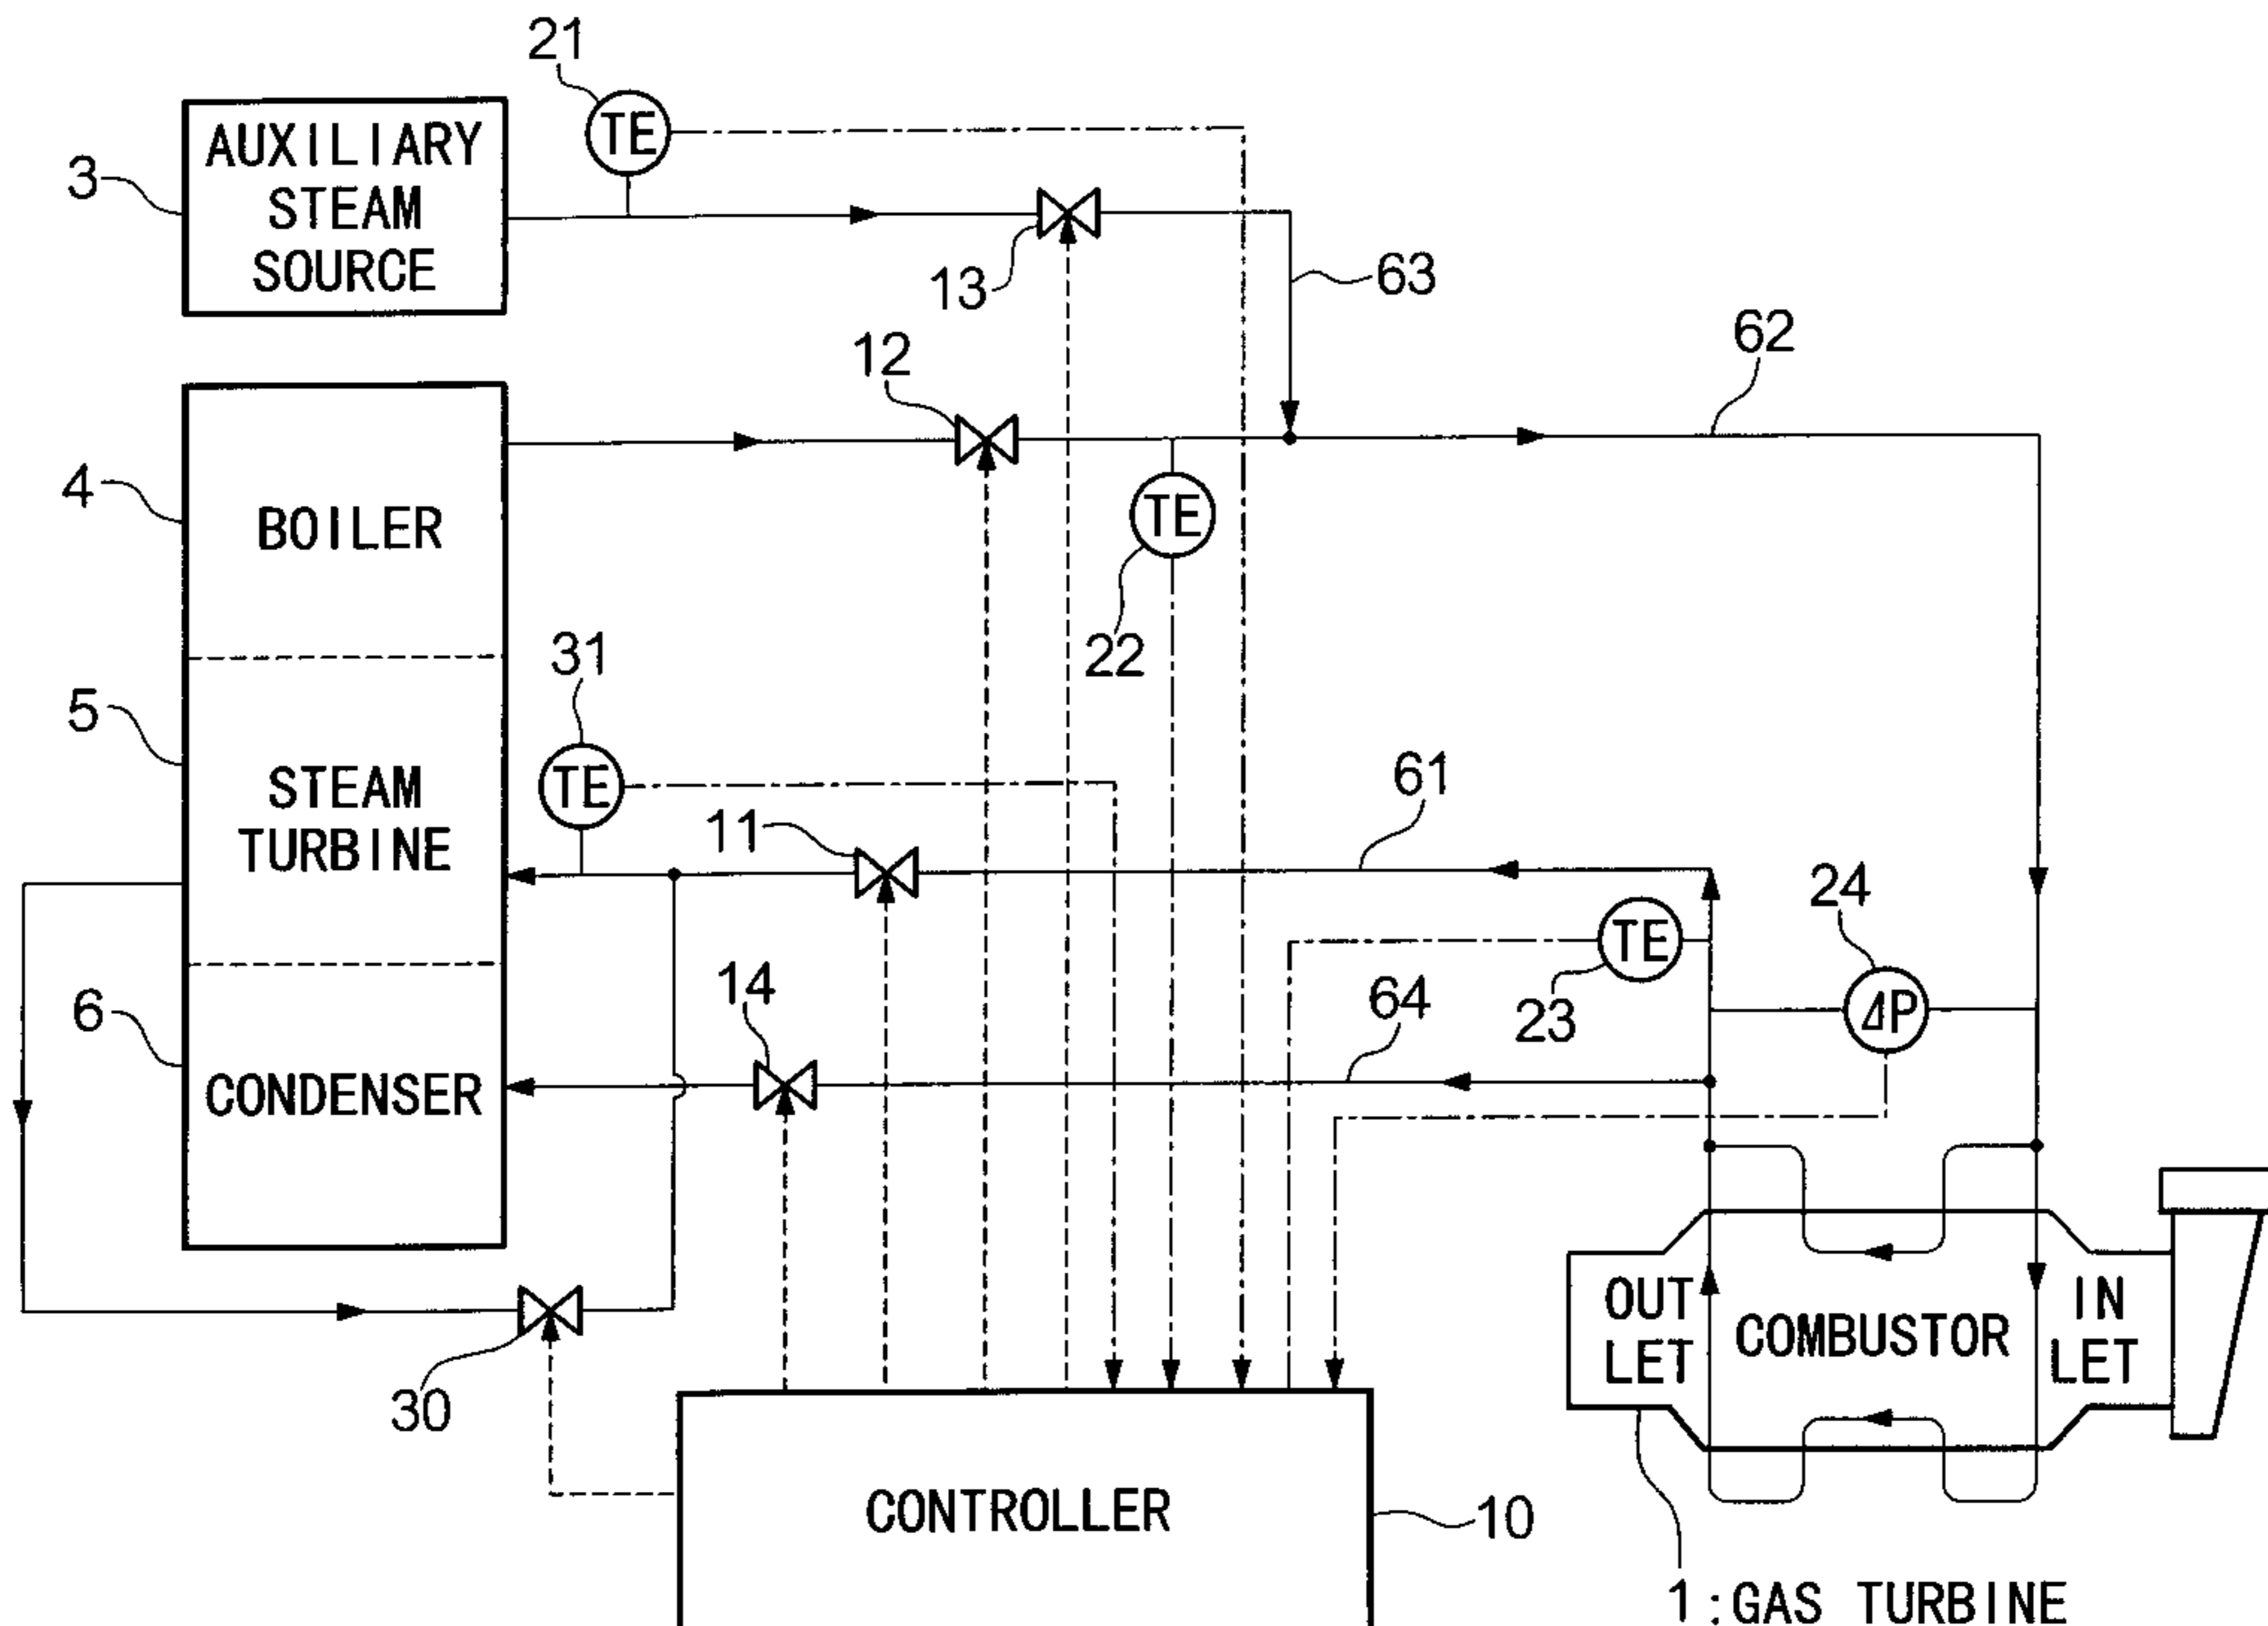 21
TE
3
AUXILIARY
STEAM
SOURCE
13
63
12
62
4
BOILER
TE
22
31
5
STEAM
TURBINE
TE
11
61
24
TE
23
ΔP
6
14
64
CONDENSER
30
OUT
LET
COMBUSTOR
IN
LET
CONTROLLER
10
1:GAS TURBINE